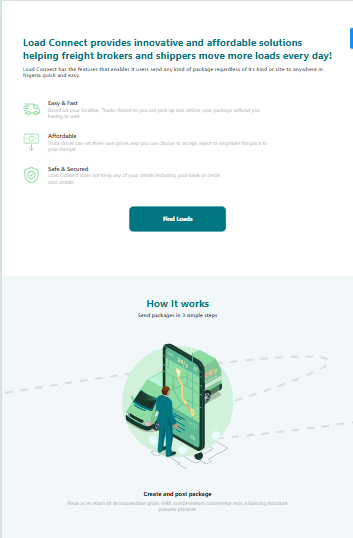 Load Connect provides innovative and affordable solutions
helping freight brokers and shippers move more loads every day!
Load Connect has the features that enables it users send any kind of package regardless of it's kind or size to anywhere in
Nigeria quick and easy.
Easy & Fast
Bases on your location, Trucks closest to you can pick-up and deliver your package without you
having to wait
Affordable
Truck driver can set there own prices and you can choose to accept, reject or negotiate the price to
your budget
Safe & Secured
Load Connect does not keep any of your details including your bank or credit
card details
Find Loads
How It works
Send packages in 3 simple steps
24/7
24/7
Create and post package
Risus ac et etiam sit sit suspendisse proin. Velit, condimentum consectetur eros adipiscing tincidunt
posuere placerat